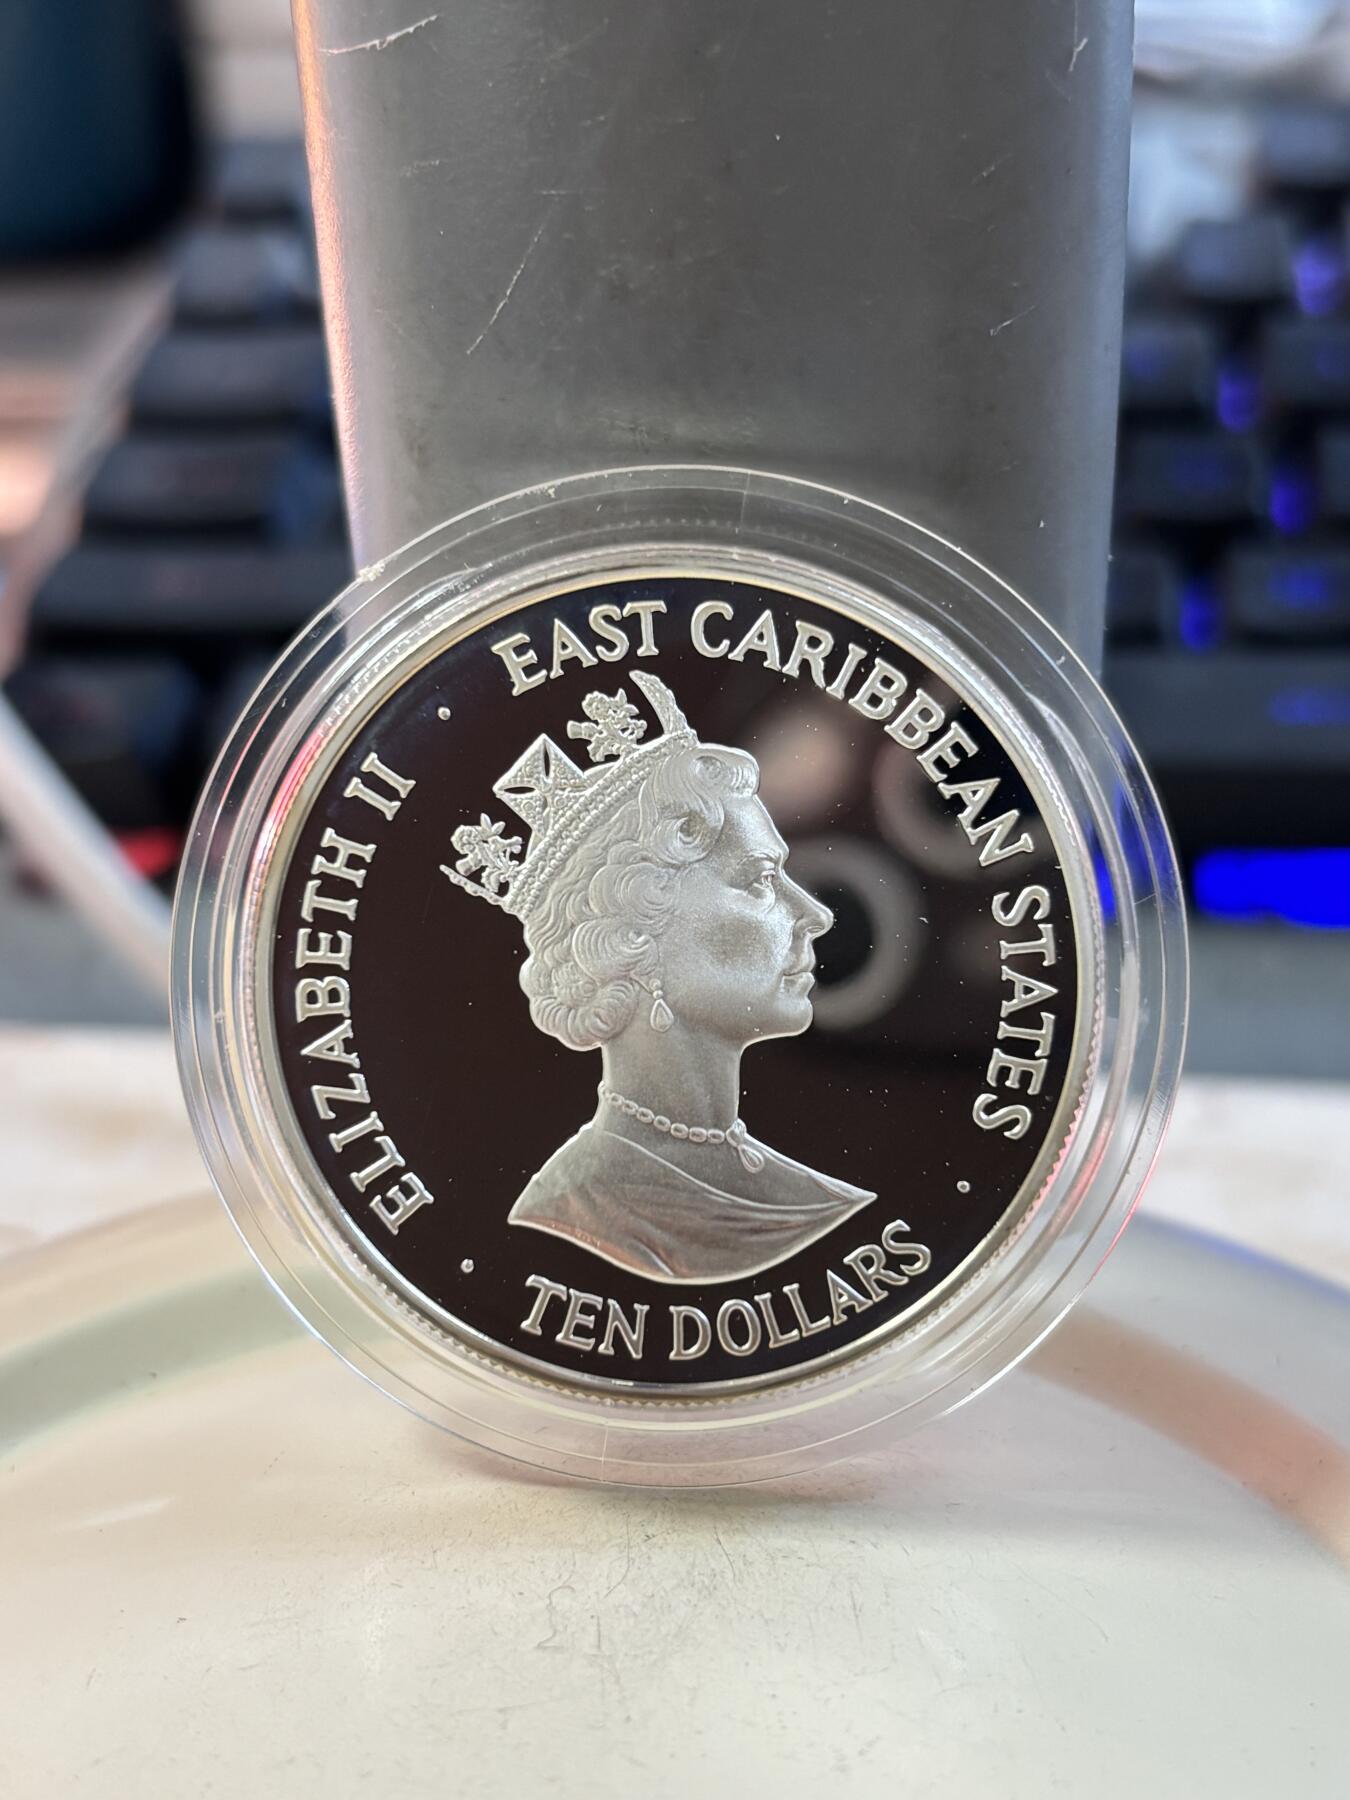 ELIZABETH II · EAST CARIBBEAN STATES ·
TEN DOLLARS ·